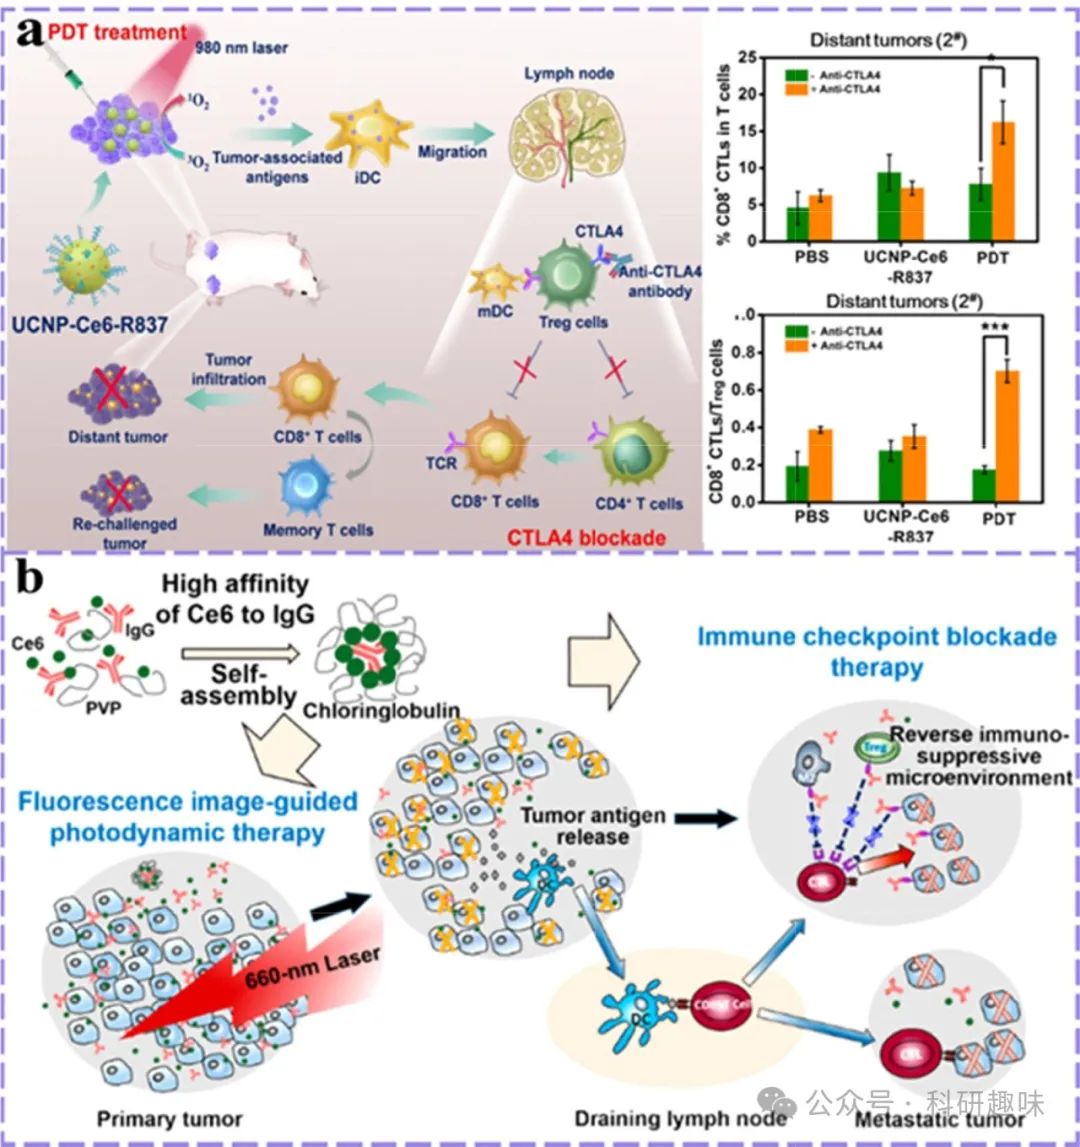 a
PDT treatment
980 nm laser
¹O₂
³O₂
Tumor-associated
antigens
iDC
Migration
Lymph node
UCNP-Ce6-R837
CTLA4
Anti-CTLA4
antibody
mDC
Treg cells
Tumor
infiltration
Distant tumor
CD8⁺ T cells
TCR
CD8⁺ T cells
CD4⁺ T cells
Re-challenged
tumor
Memory T cells
CTLA4 blockade
Distant tumors (2#)
% CD8⁺ CTLs in T cells
25
20
15
10
5
0
- Anti-CTLA4
+ Anti-CTLA4
PBS
UCNP-Ce6
-R837
PDT
Distant tumors (2#)
CD8⁺ CTLs/Treg cells
0.8
0.6
0.4
0.2
0.0
- Anti-CTLA4
+ Anti-CTLA4
***
PBS
UCNP-Ce6
-R837
PDT
b
Ce6
IgG
PVP
High affinity
of Ce6 to IgG
Self-
assembly
Chloringlobulin
Immune checkpoint blockade
therapy
Treg
Reverse immuno-
suppressive
microenvironment
CTL
Fluorescence image-guided
photodynamic therapy
Tumor antigen
release
DC
660-nm Laser
DC
CTL
Primary tumor
Draining lymph node
Metastatic tumor
公众号 · 科研趣味